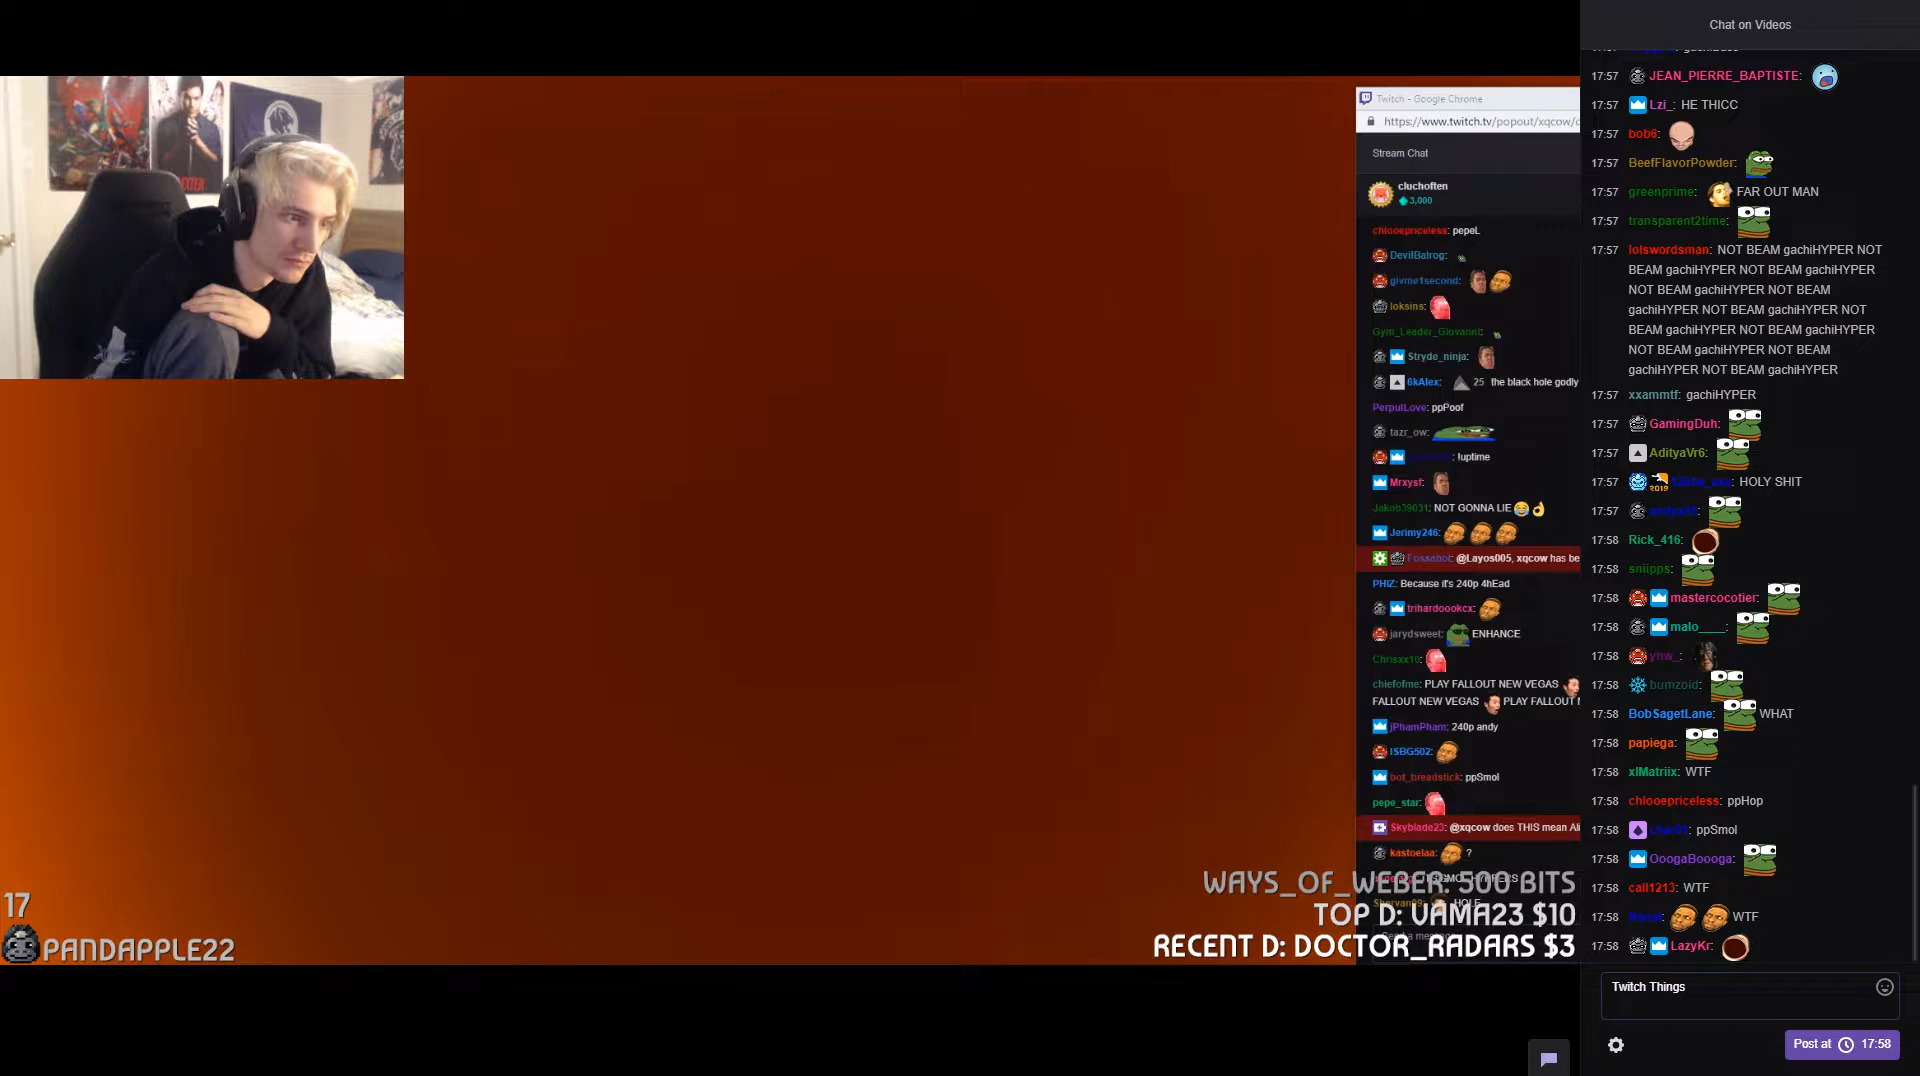 Chat on Videos
17:57 JEAN_PIERRE_BAPTISTE:
17:57 Lzi_: HE THICC
17:57 bob6:
17:57 BeefFlavorPowder:
17:57 greenprime: FAR OUT MAN
17:57 transparent2time:
17:57 lolswordsman: NOT BEAM gachiHYPER NOT
BEAM gachiHYPER NOT BEAM gachiHYPER
NOT BEAM gachiHYPER NOT BEAM
gachiHYPER NOT BEAM gachiHYPER NOT
BEAM gachiHYPER NOT BEAM gachiHYPER
NOT BEAM gachiHYPER NOT BEAM
gachiHYPER NOT BEAM gachiHYPER
17:57 xxammtf: gachiHYPER
17:57 GamingDuh:
17:57 AdityaVr6:
17:57 HOLY SHIT
17:57 andyx95:
17:58 Rick_416:
17:58 sniipps:
17:58 mastercocotier:
17:58 malo____:
17:58 yhw_:
17:58 bumzoid:
17:58 BobSagetLane: WHAT
17:58 papiega:
17:58 xlMatriix: WTF
17:58 chlooepriceless: ppHop
17:58 ppSmol
17:58 OoogaBoooga:
17:58 call1213: WTF
17:58 WTF
17:58 LazyKr:
Twitch Things
Post at 17:58
Twitch - Google Chrome
https://www.twitch.tv/popout/xqcow/c
Stream Chat
cluchoften
3,000
chlooepriceless: pepeL
DevilBalrog:
givme1second:
loksins:
Gym_Leader_Giovanni:
Stryde_ninja:
6kAlex: 25 the black hole godly
PerpulLove: ppPoof
tazr_ow:
!uptime
Mrxysf:
Jakob39031: NOT GONNA LIE 😂👌
Jerimy246:
Fossabot: @Layos005, xqcow has be
PHIZ: Because it's 240p 4hEad
trihardoookcx:
jarydsweet: ENHANCE
Chrisxx10:
chiefofme: PLAY FALLOUT NEW VEGAS
FALLOUT NEW VEGAS PLAY FALLOUT
jPhamPham: 240p andy
ISBG502:
bot_breadstick: ppSmol
pepe_star:
Skyblade23: @xqcow does THIS mean Ali
kastoelaa: ?
HOLE
WAYS_OF_WEBER: 500 BITS
TOP D: VAMA23 $10
RECENT D: DOCTOR_RADARS $3
17
PANDAPPLE22